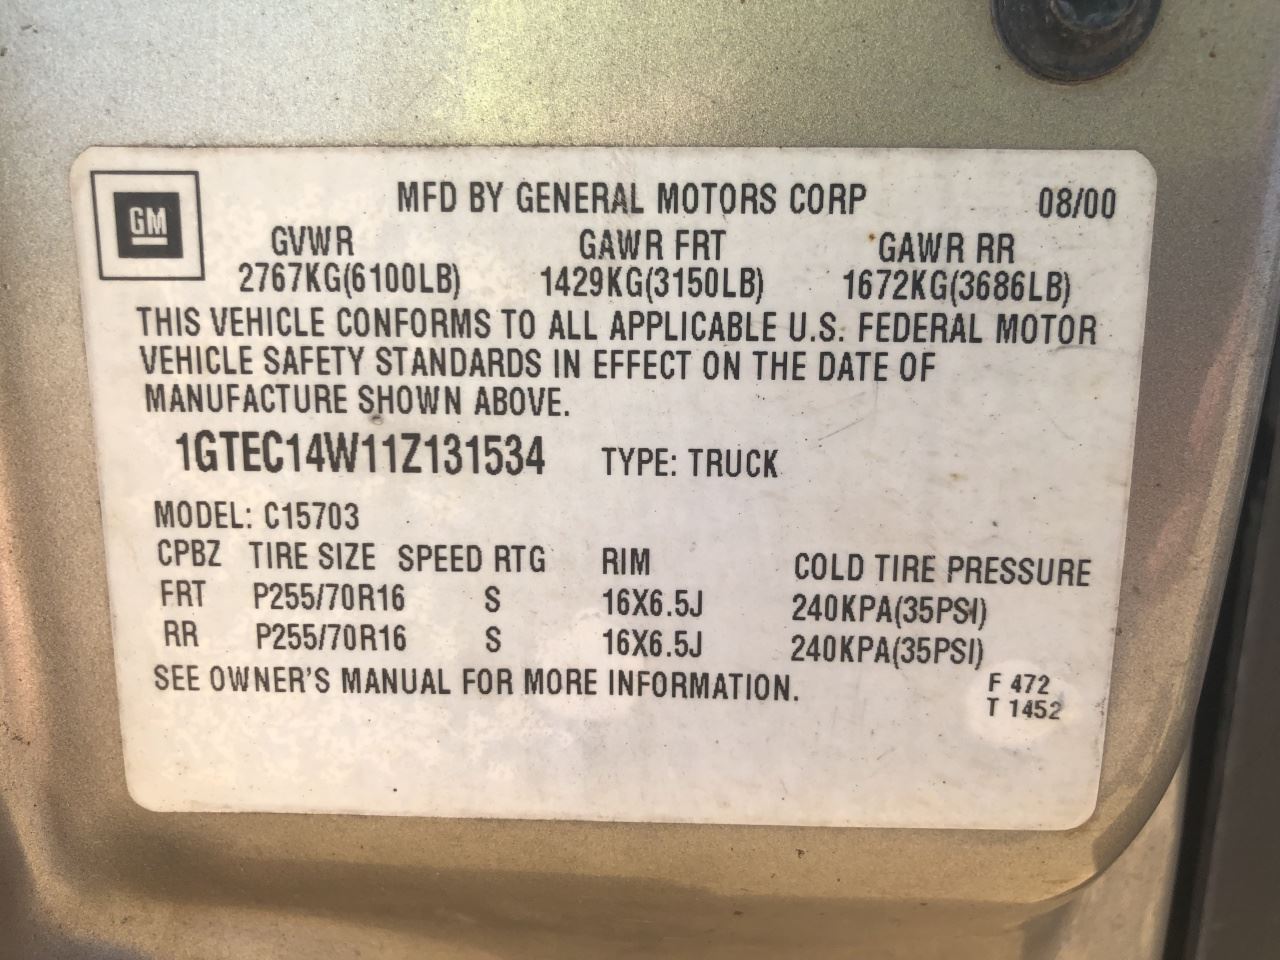 GM
MFD BY GENERAL MOTORS CORP 08/00
GVWR GAWR FRT GAWR RR
2767KG(6100LB) 1429KG(3150LB) 1672KG(3686LB)
THIS VEHICLE CONFORMS TO ALL APPLICABLE U.S. FEDERAL MOTOR
VEHICLE SAFETY STANDARDS IN EFFECT ON THE DATE OF
MANUFACTURE SHOWN ABOVE.
1GTEC14W11Z131534 TYPE: TRUCK
MODEL: C15703
CPBZ TIRE SIZE SPEED RTG RIM COLD TIRE PRESSURE
FRT P255/70R16 S 16X6.5J 240KPA(35PSI)
RR P255/70R16 S 16X6.5J 240KPA(35PSI)
SEE OWNER'S MANUAL FOR MORE INFORMATION.
F 472
T 1452